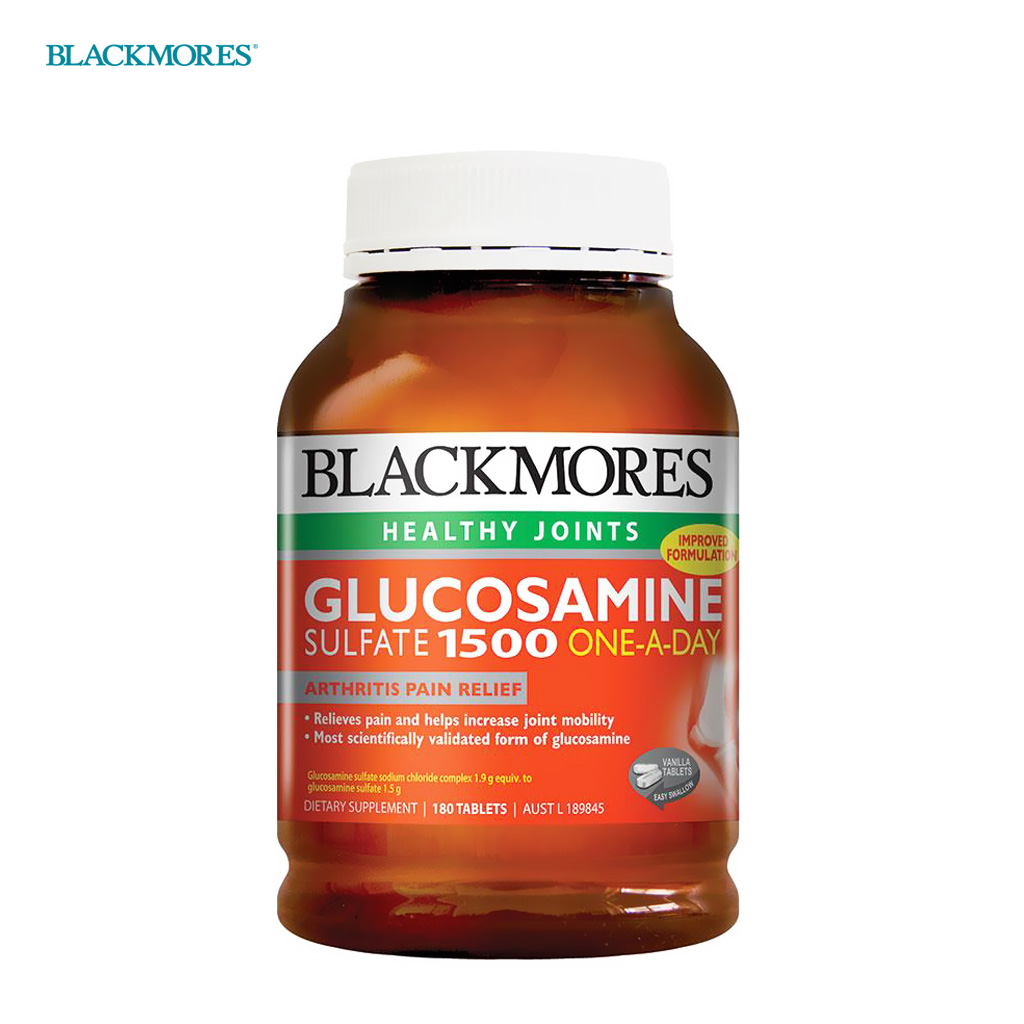 BLACKMORES®
BLACKMORES
HEALTHY JOINTS
IMPROVED
FORMULATION
GLUCOSAMINE
SULFATE 1500 ONE-A-DAY
ARTHRITIS PAIN RELIEF
• Relieves pain and helps increase joint mobility
• Most scientifically validated form of glucosamine
VANILLA
TABLETS
EASY SWALLOW
Glucosamine sulfate sodium chloride complex 1.9 g equiv. to
glucosamine sulfate 1.5 g
DIETARY SUPPLEMENT | 180 TABLETS | AUST L 189845